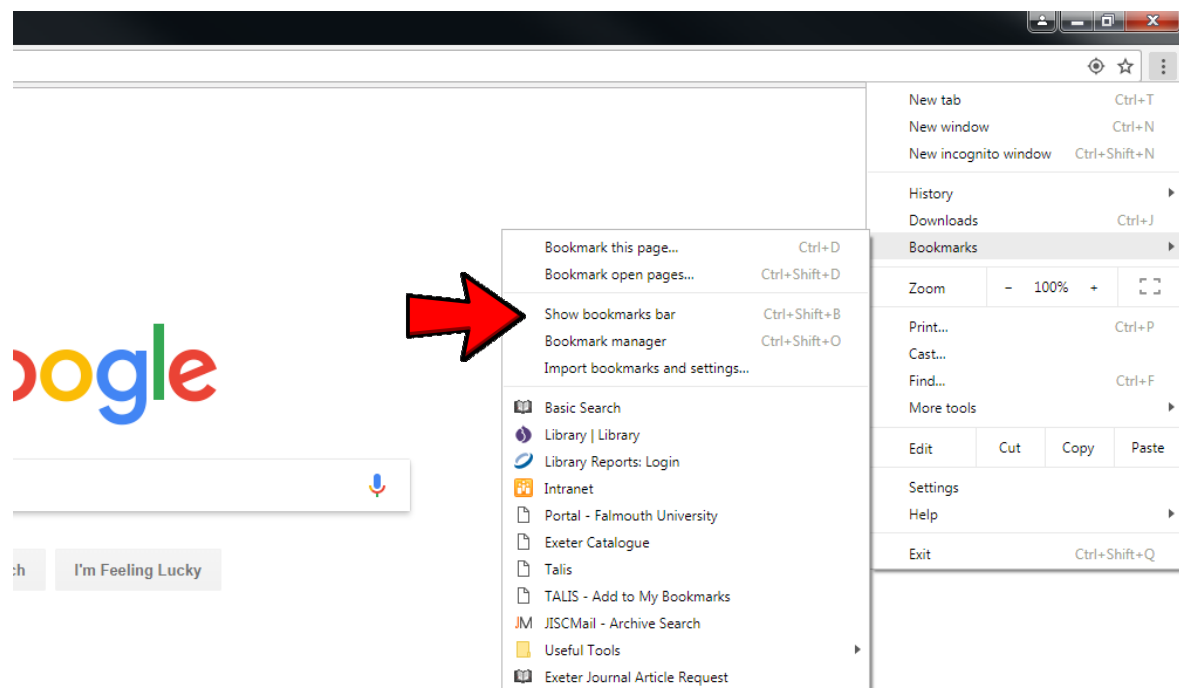 New tab Ctrl+T
New window Ctrl+N
New incognito window Ctrl+Shift+N
History
Downloads Ctrl+J
Bookmarks
Zoom - 100% +
Print... Ctrl+P
Cast...
Find... Ctrl+F
More tools
Edit Cut Copy Paste
Settings
Help
Exit Ctrl+Shift+Q
Bookmark this page... Ctrl+D
Bookmark open pages... Ctrl+Shift+D
Show bookmarks bar Ctrl+Shift+B
Bookmark manager Ctrl+Shift+O
Import bookmarks and settings...
Basic Search
Library | Library
Library Reports: Login
Intranet
Portal - Falmouth University
Exeter Catalogue
Talis
TALIS - Add to My Bookmarks
JM JISCMail - Archive Search
Useful Tools
Exeter Journal Article Request
oogle
ch I'm Feeling Lucky